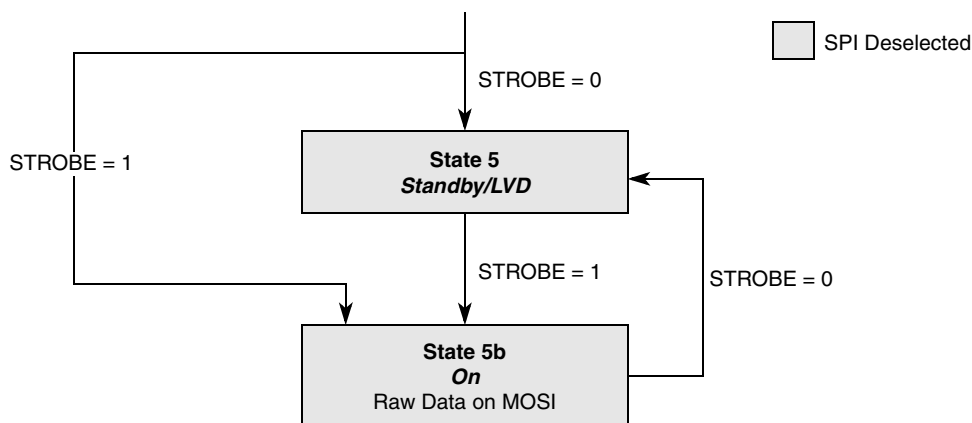 SPI Deselected
STROBE = 0
STROBE = 1
State 5
Standby/LVD
STROBE = 1
STROBE = 0
State 5b
On
Raw Data on MOSI